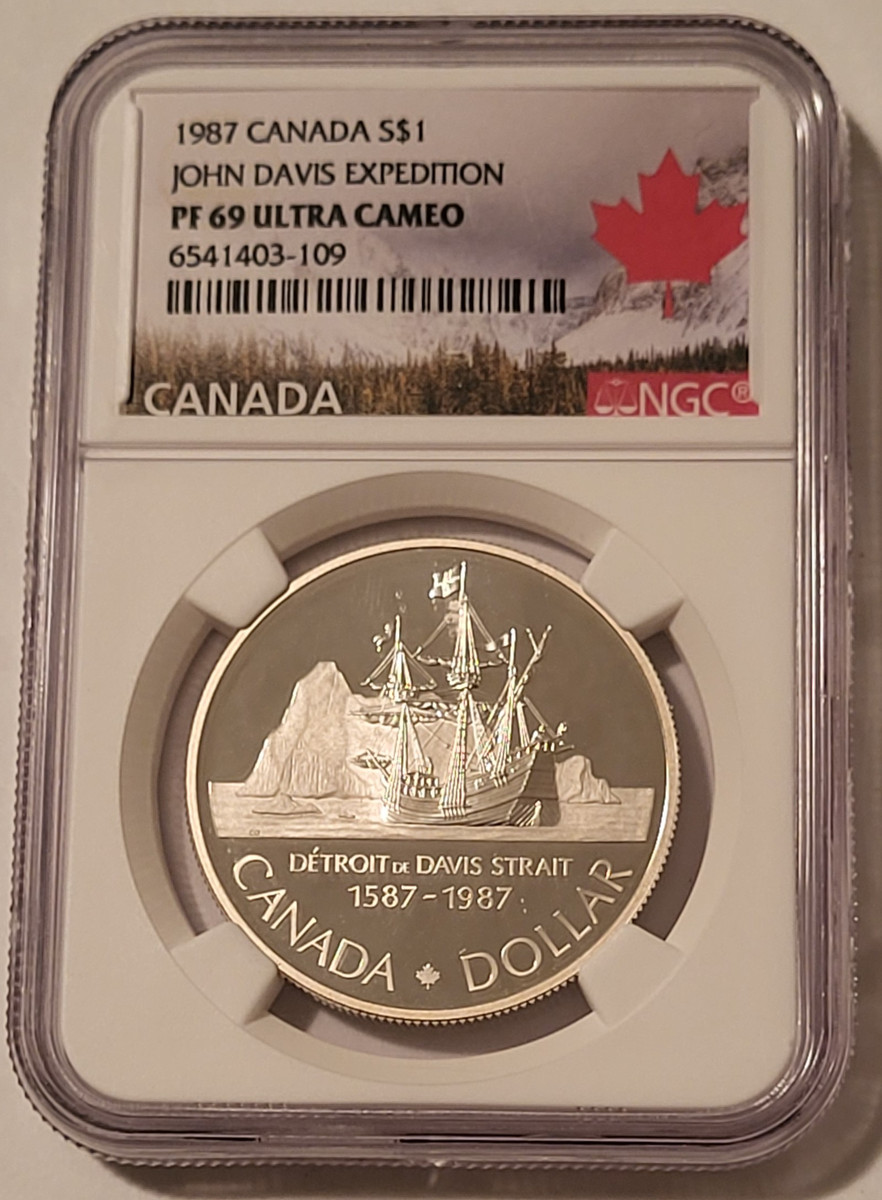 1987 CANADA S$1
JOHN DAVIS EXPEDITION
PF 69 ULTRA CAMEO
6541403-109
CANADA
NGC®
DÉTROIT DE DAVIS STRAIT
1587-1987
CANADA DOLLAR